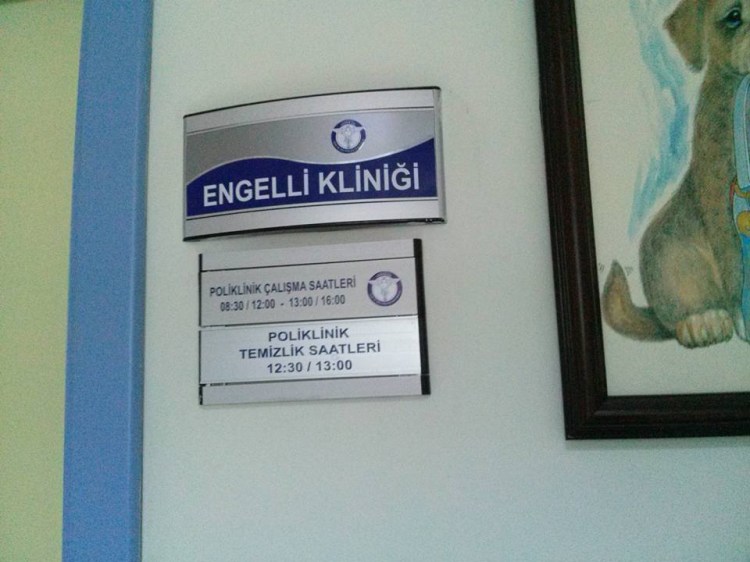 ENGELLİ KLİNİĞİ
POLİKLİNİK ÇALIŞMA SAATLERİ
08:30 / 12:00 - 13:00 / 16:00
POLİKLİNİK
TEMİZLİK SAATLERİ
12:30 / 13:00